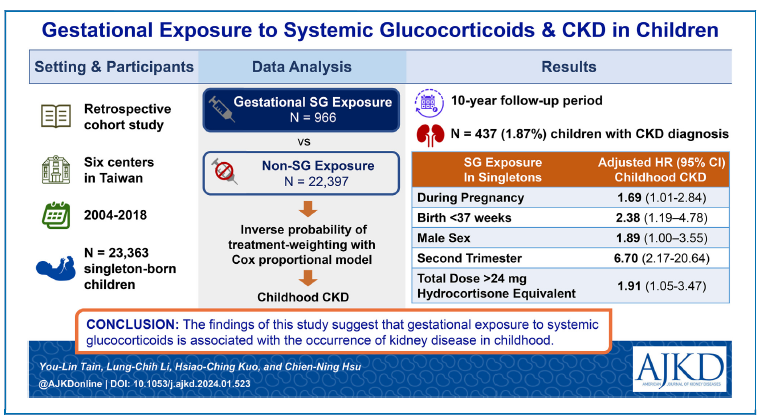 Gestational Exposure to Systemic Glucocorticoids & CKD in Children
Setting & Participants
Retrospective
cohort study
Six centers
in Taiwan
2004-2018
N = 23,363
singleton-born
children
Data Analysis
Gestational SG Exposure
N = 966
vs
Non-SG Exposure
N = 22,397
Inverse probability of
treatment-weighting with
Cox proportional model
Childhood CKD
Results
10-year follow-up period
N = 437 (1.87%) children with CKD diagnosis
SG Exposure
In Singletons
Adjusted HR (95% CI)
Childhood CKD
During Pregnancy 1.69 (1.01-2.84)
Birth <37 weeks 2.38 (1.19–4.78)
Male Sex 1.89 (1.00–3.55)
Second Trimester 6.70 (2.17-20.64)
Total Dose >24 mg
Hydrocortisone Equivalent 1.91 (1.05-3.47)
CONCLUSION: The findings of this study suggest that gestational exposure to systemic
glucocorticoids is associated with the occurrence of kidney disease in childhood.
You-Lin Tain, Lung-Chih Li, Hsiao-Ching Kuo, and Chien-Ning Hsu
@AJKDonline | DOI: 10.1053/j.ajkd.2024.01.523
AJKD
AMERICAN JOURNAL OF KIDNEY DISEASES